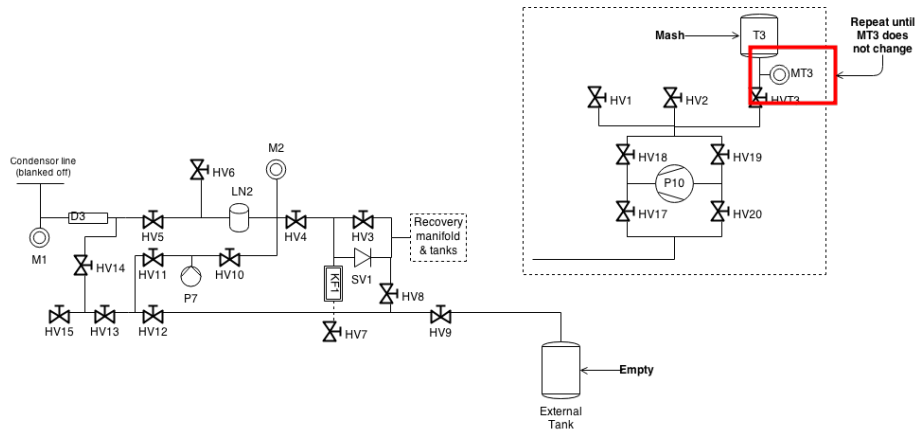 Mash
T3
Repeat until
MT3 does
not change
MT3
HV1
HV2
HVT3
HV18
HV19
P10
HV17
HV20
M2
Condensor line
(blanked off)
HV6
LN2
D3
M1
HV5
HV4
HV3
Recovery
manifold
& tanks
HV14
HV11
HV10
P7
SV1
KF1
HV8
HV15
HV13
HV12
HV7
HV9
Empty
External
Tank